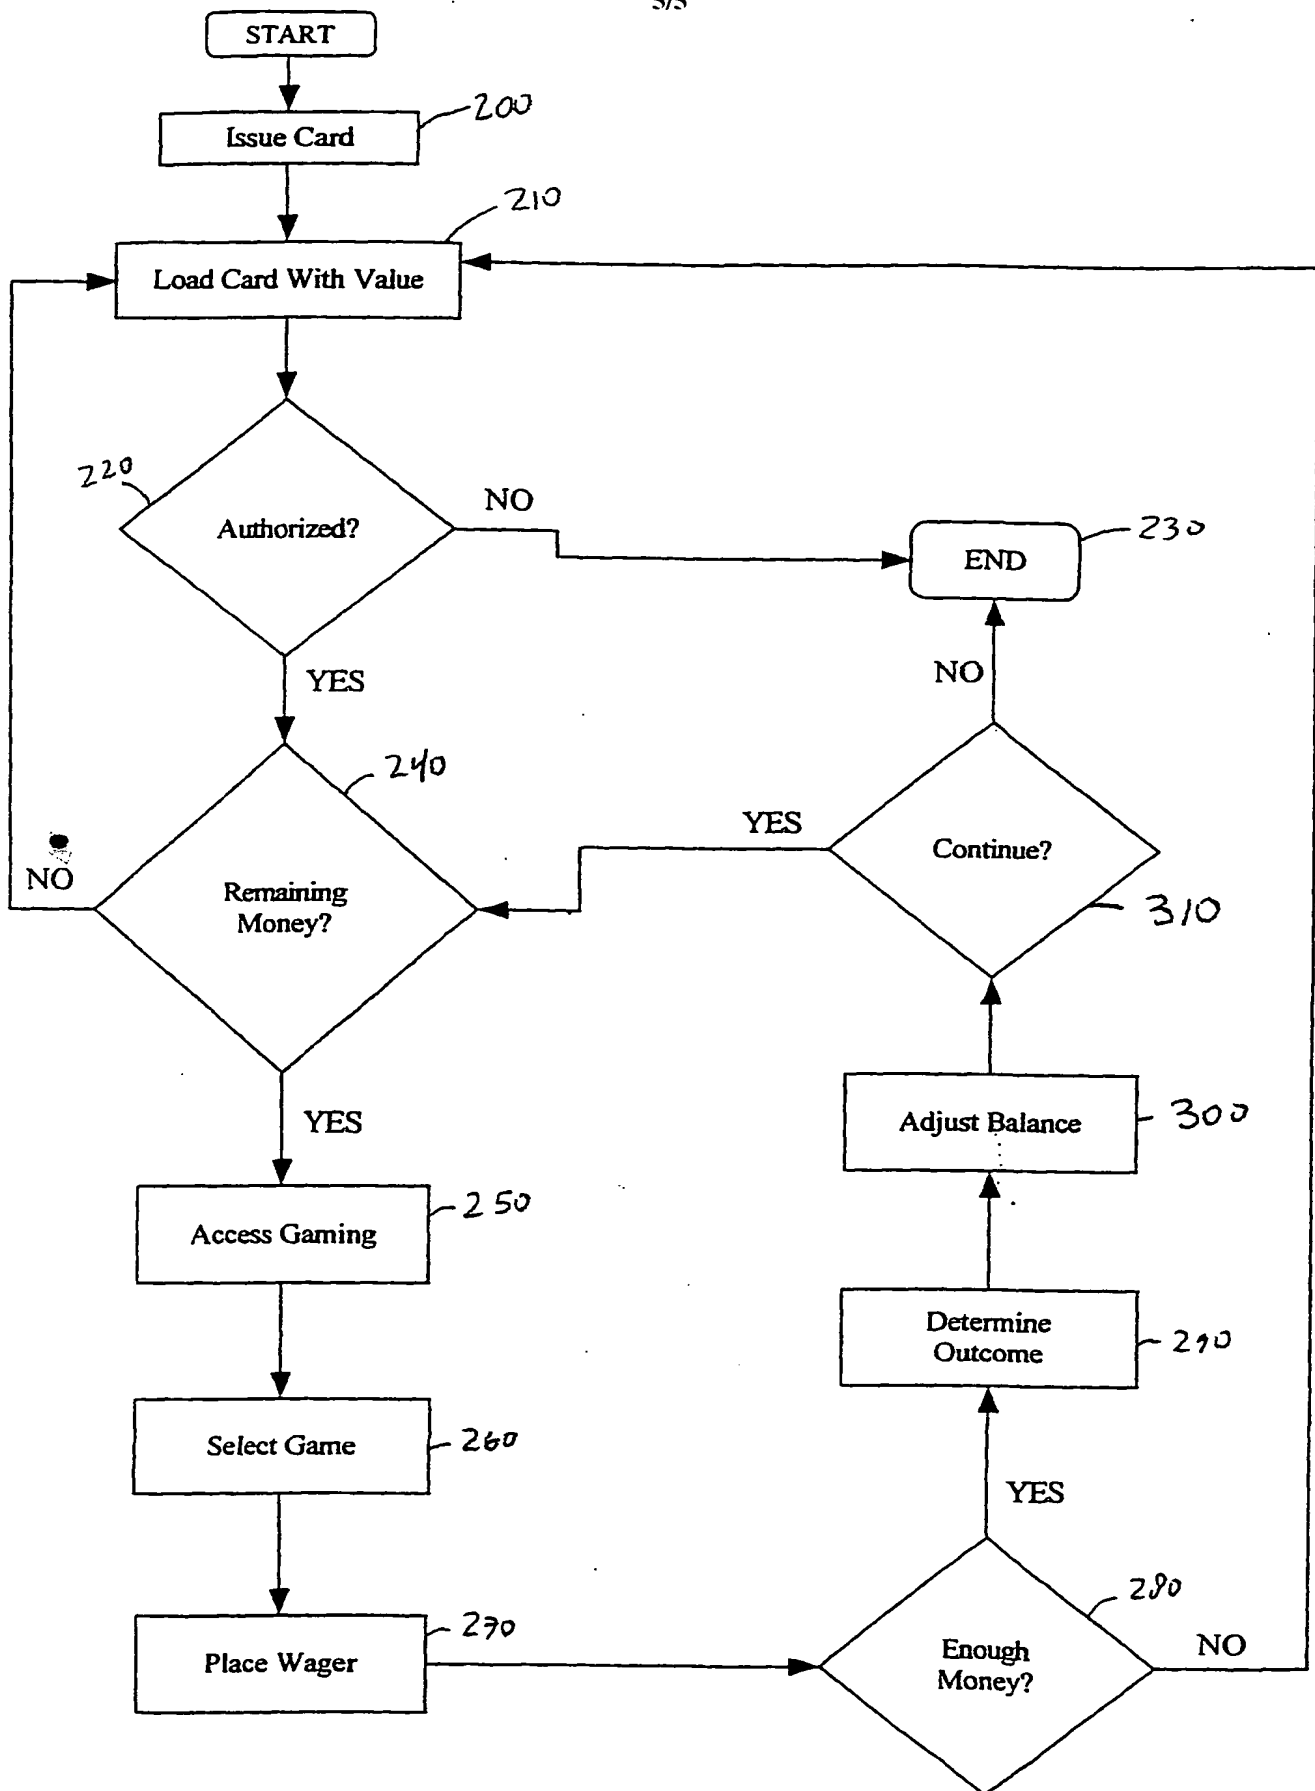 START
Issue Card
200
210
Load Card With Value
220
Authorized?
NO
END
230
YES
NO
240
YES
Continue?
310
NO
Remaining
Money?
YES
Adjust Balance
300
Access Gaming
250
Determine
Outcome
290
Select Game
260
YES
Place Wager
270
280
Enough
Money?
NO